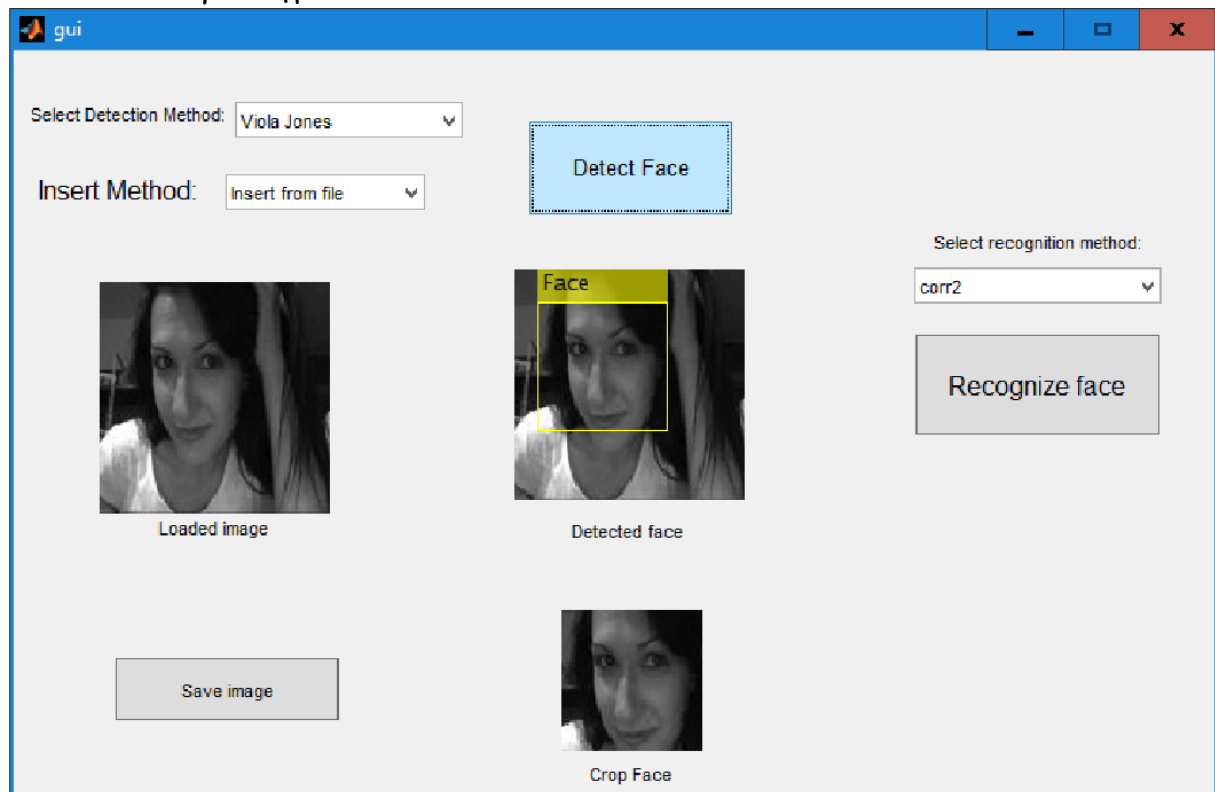 gui
Select Detection Method:
Viola Jones
Insert Method:
Insert from file
Detect Face
Select recognition method:
corr2
Face
Recognize face
Loaded image
Detected face
Save image
Crop Face